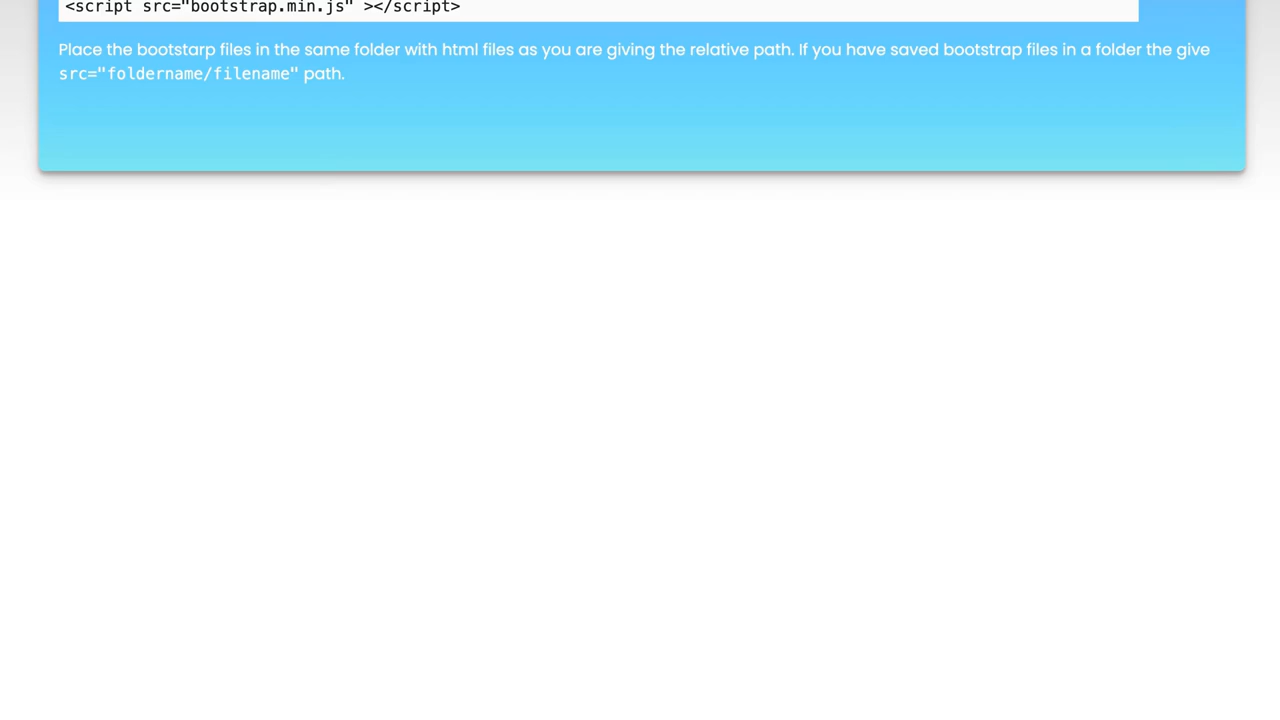 <script src="bootstrap.min.js" ></script>
Place the bootstarp files in the same folder with html files as you are giving the relative path. If you have saved bootstrap files in a folder the give
src="foldername/filename" path.